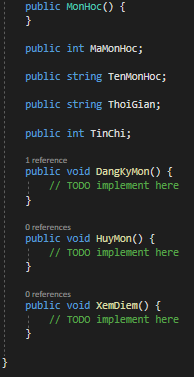 public MonHoc() {
}
public int MaMonHoc;
public string TenMonHoc;
public string ThoiGian;
public int TinChi;
1 reference
public void DangKyMon() {
// TODO implement here
}
0 references
public void HuyMon() {
// TODO implement here
}
0 references
public void XemDiem() {
// TODO implement here
}
}